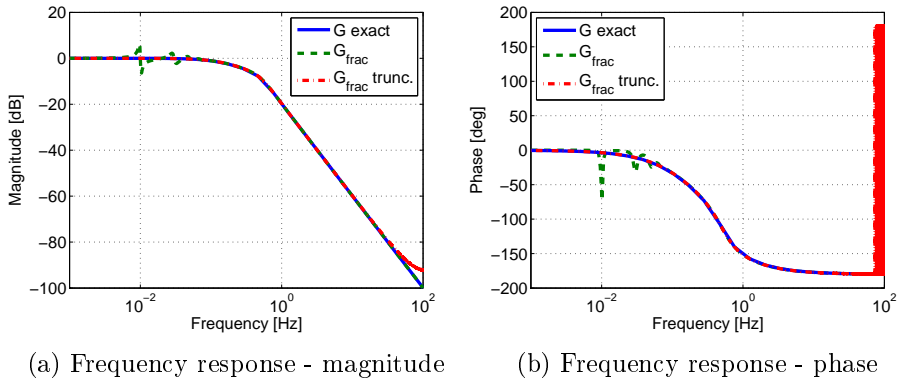 20
0
−20
−40
−60
−80
−100
Magnitude [dB]
10^−2
10^0
10^2
Frequency [Hz]
G exact
G_frac
G_frac trunc.
(a) Frequency response - magnitude
200
150
100
50
0
−50
−100
−150
−200
Phase [deg]
10^−2
10^0
10^2
Frequency [Hz]
G exact
G_frac
G_frac trunc.
(b) Frequency response - phase